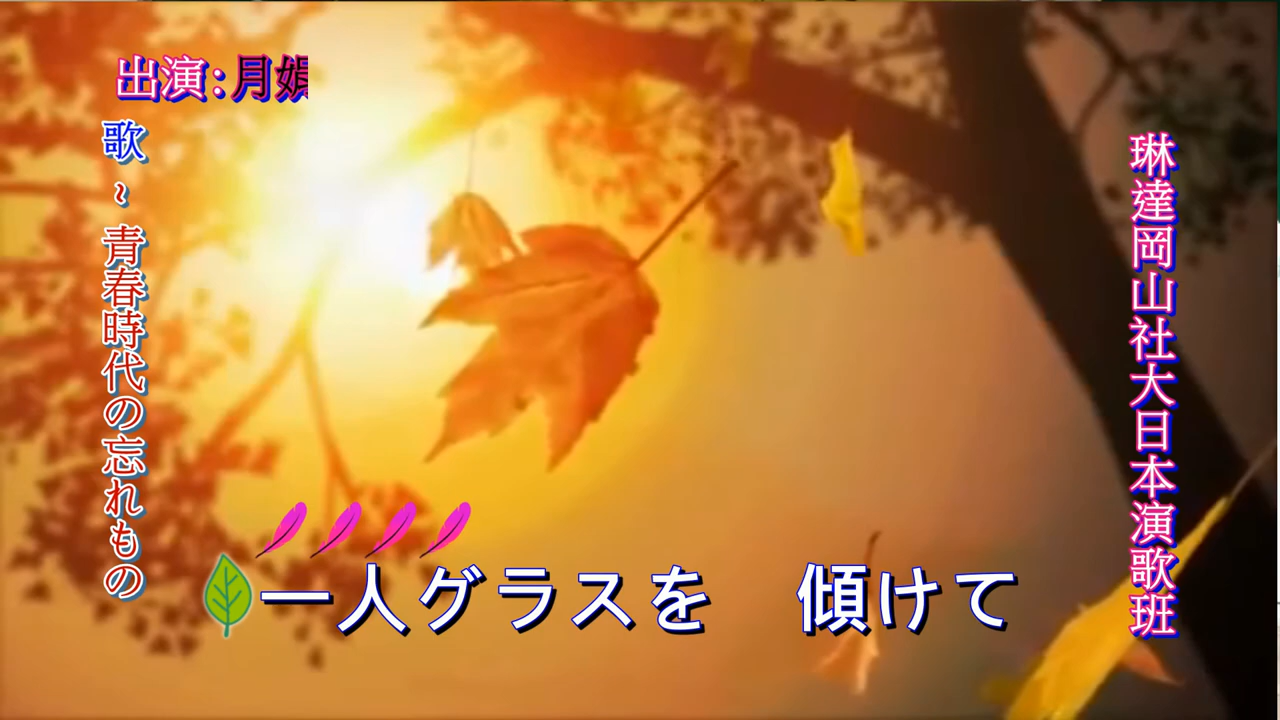 出演:月娟
歌~青春時代の忘れもの
琳達岡山社大日本演歌班
一人グラスを 傾けて